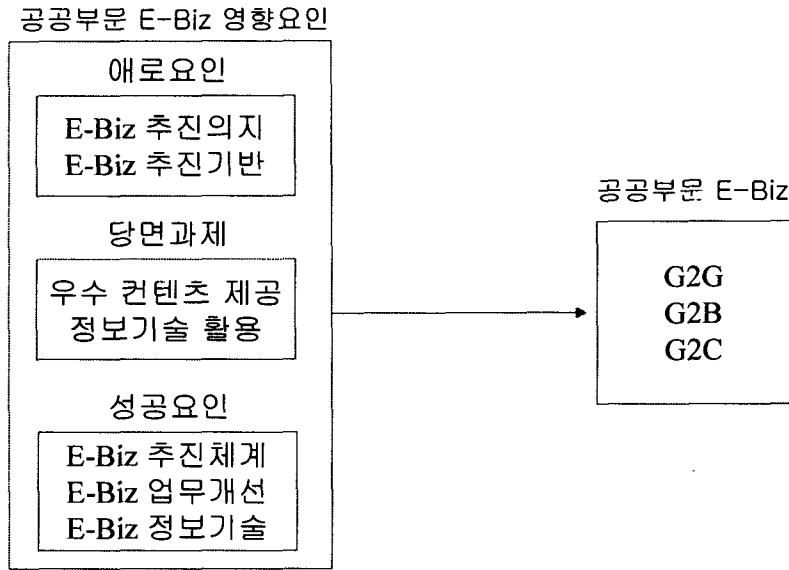 공공부문 E-Biz 영향요인
애로요인
E-Biz 추진의지
E-Biz 추진기반
당면과제
우수 컨텐츠 제공
정보기술 활용
성공요인
E-Biz 추진체계
E-Biz 업무개선
E-Biz 정보기술
공공부문 E-Biz
G2G
G2B
G2C